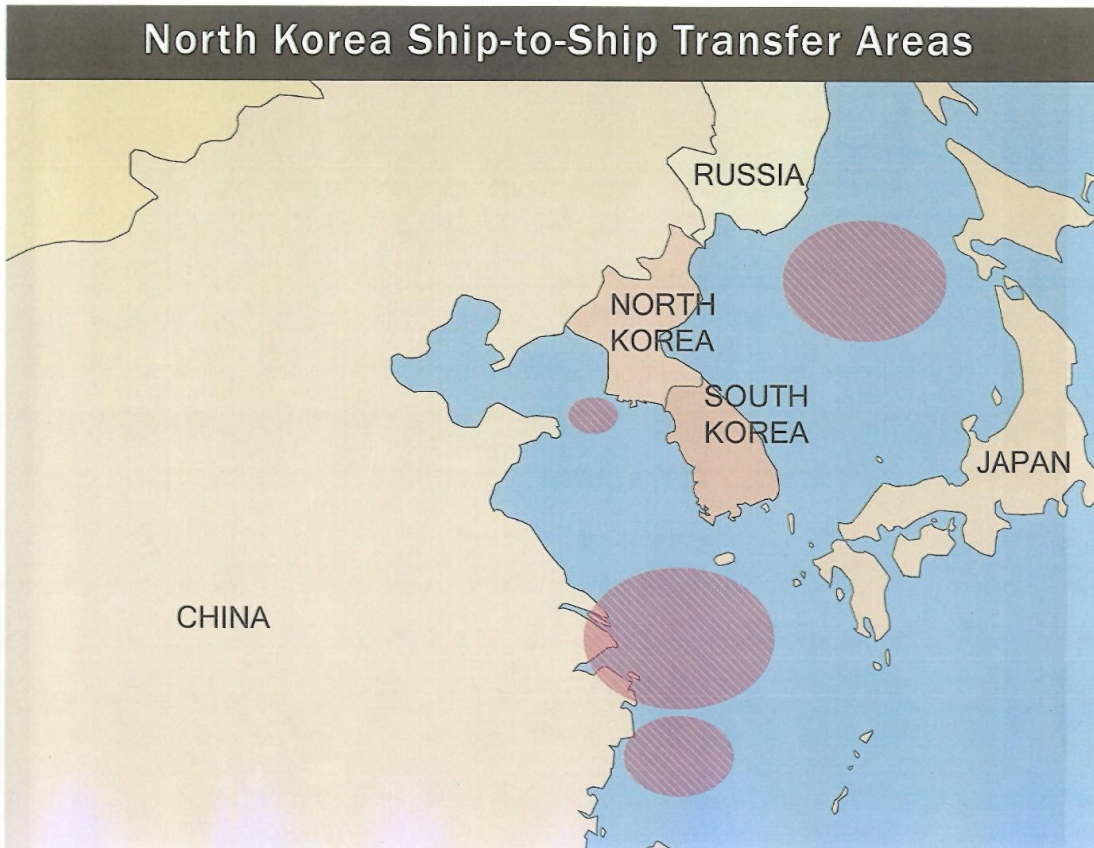 North Korea Ship-to-Ship Transfer Areas
RUSSIA
NORTH
KOREA
SOUTH
KOREA
JAPAN
CHINA